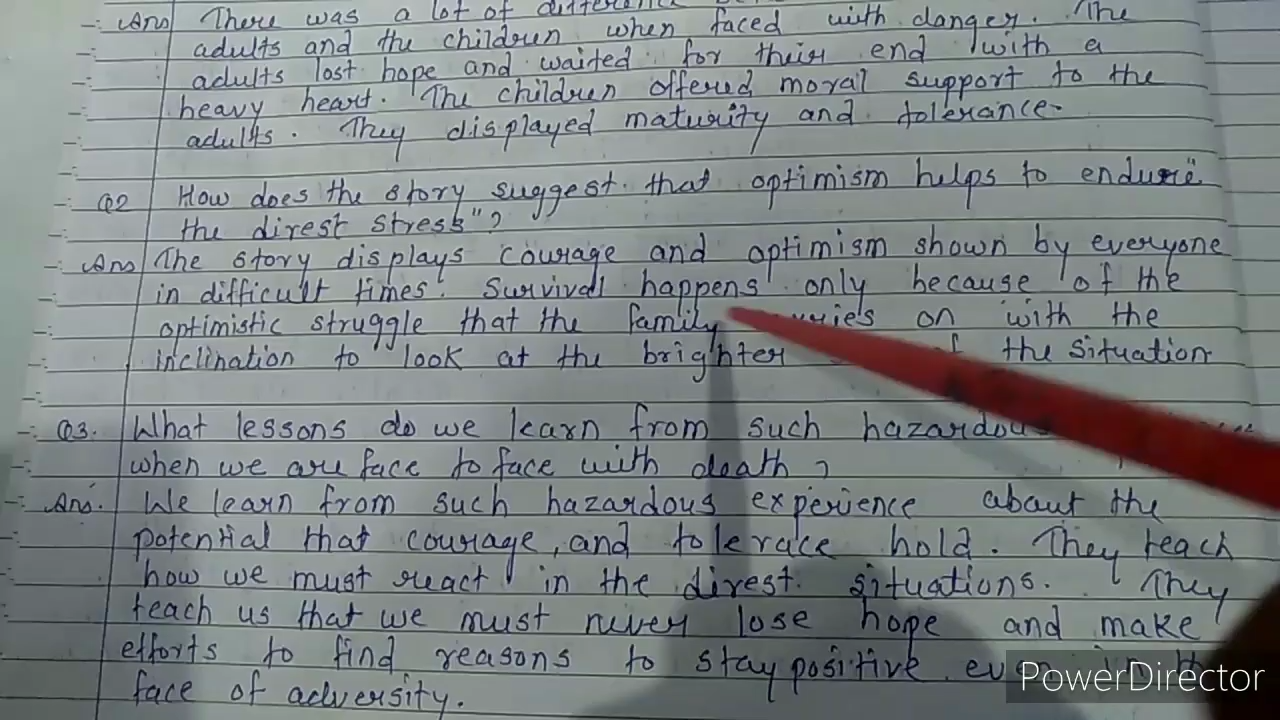 Ans There was a lot of difference
adults and the children when faced with danger. The
adults lost hope and waited for their end with a
heavy heart. The children offered moral support to the
adults. They displayed maturity and tolerance.
Q2 How does the story suggest that optimism helps to endure"
the direst stress"?
Ans The story displays courage and optimism shown by everyone
in difficult times. Survival happens only because of the
optimistic struggle that the family on with the
inclination to look at the brighter of the situation
Q3. What lessons do we learn from such
when we are face to face with death?
Ans. We learn from such hazardous experience about the
potential that courage, and tolerace hold. They teach
how we must react in the direst situations. They
teach us that we must never lose hope and make
efforts to find reasons to stay positive even in
face of adversity.
PowerDirector